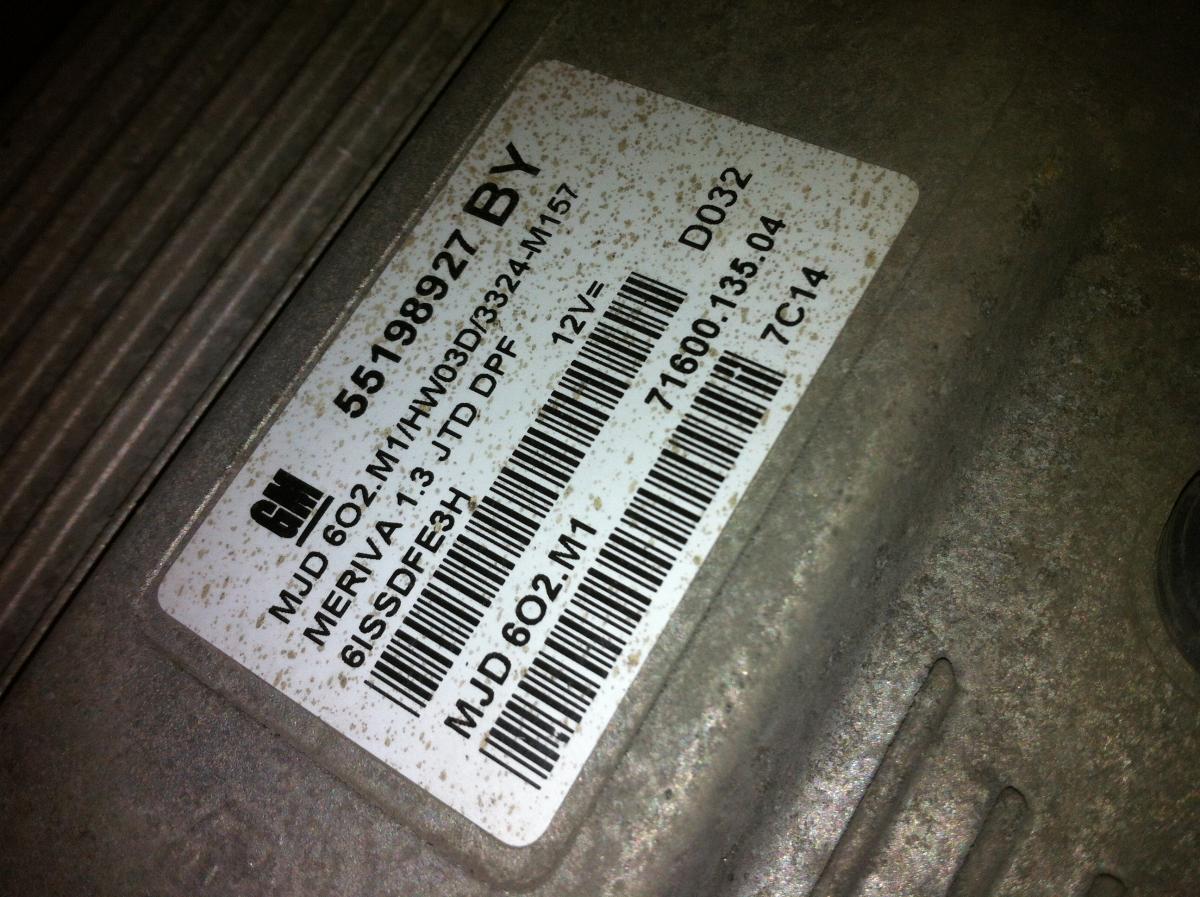 GM 55198927 BY
MJD 6O2.M1/HW03D/3324-M157
MERIVA 1.3 JTD DPF 12V=
6ISSDFE3H
D032
MJD 6O2.M1 71600.135.04
7C14